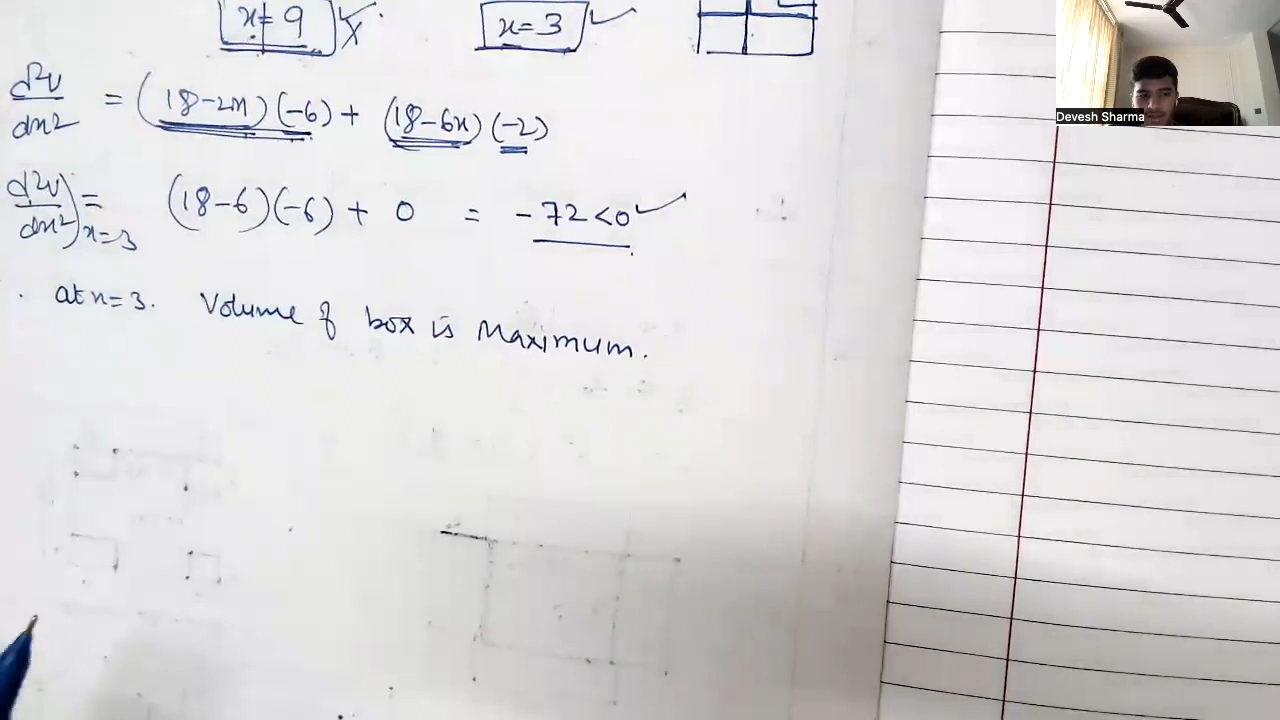 x≠9 x=3
d²v/dx² = (18-2x)(-6) + (18-6x)(-2)
d²v/dx²)x=3 = (18-6)(-6) + 0 = -72<0
at x=3. Volume of box is Maximum.
Devesh Sharma